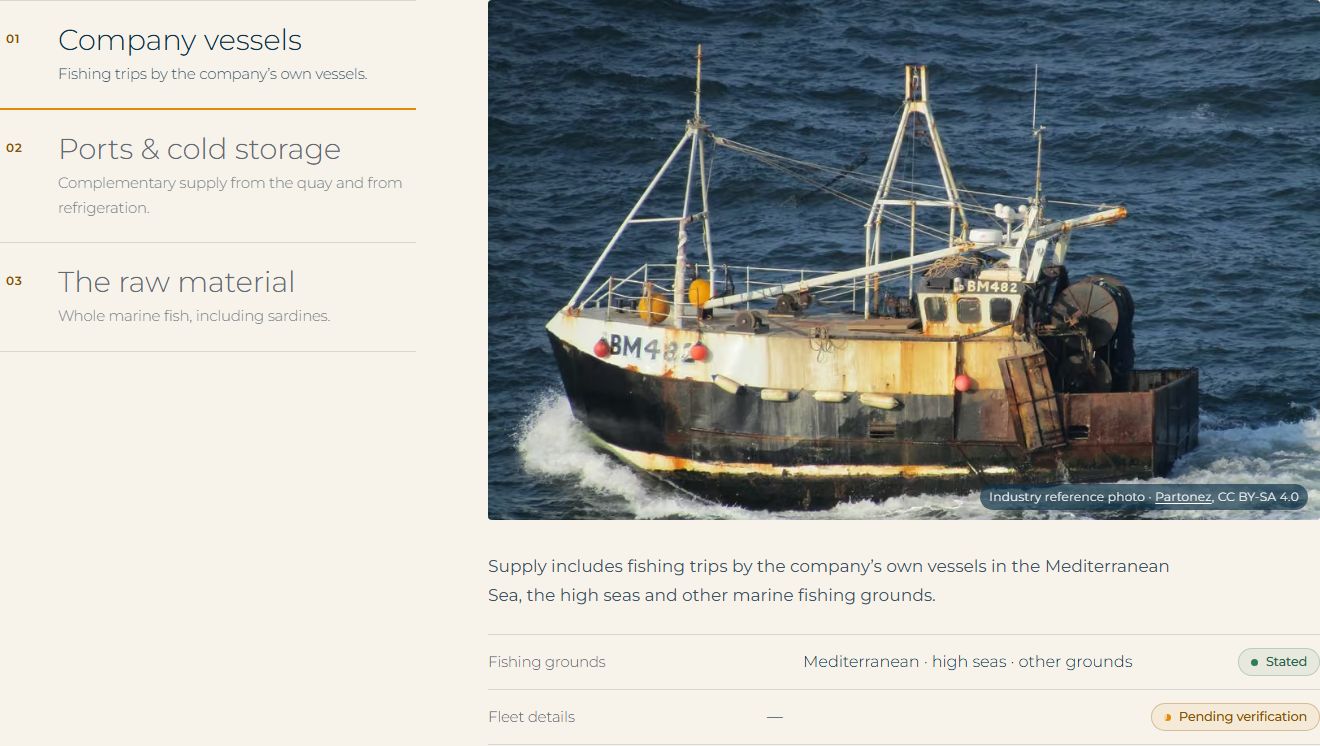 01
Company vessels
Fishing trips by the company's own vessels.
02
Ports & cold storage
Complementary supply from the quay and from
refrigeration.
03
The raw material
Whole marine fish, including sardines.
BM482
BM482
Industry reference photo · Partonez, CC BY-SA 4.0
Supply includes fishing trips by the company's own vessels in the Mediterranean
Sea, the high seas and other marine fishing grounds.
Fishing grounds
Mediterranean · high seas · other grounds
Stated
Fleet details
—
Pending verification